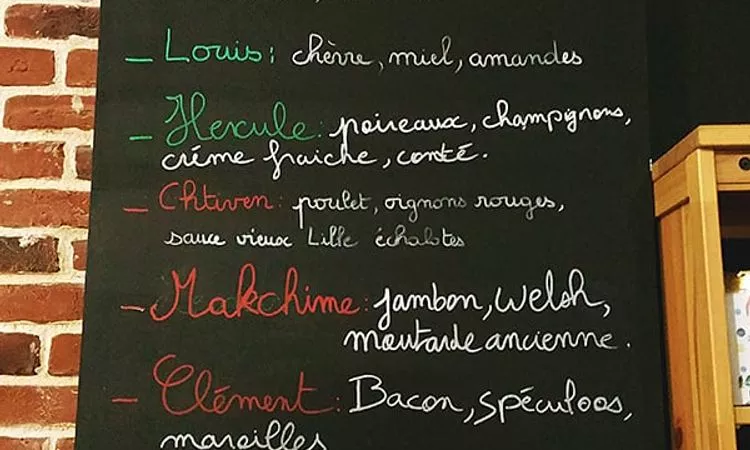 - Louis: chèvre, miel, amandes
- Hercule: poireaux, champignons,
crème fraiche, comté.
- Chtiven: poulet, oignons rouges,
sauce vieux Lille échalotes
- Makchime: jambon, welsh,
moutarde ancienne.
- Clément: Bacon, spéculoos,
maroilles